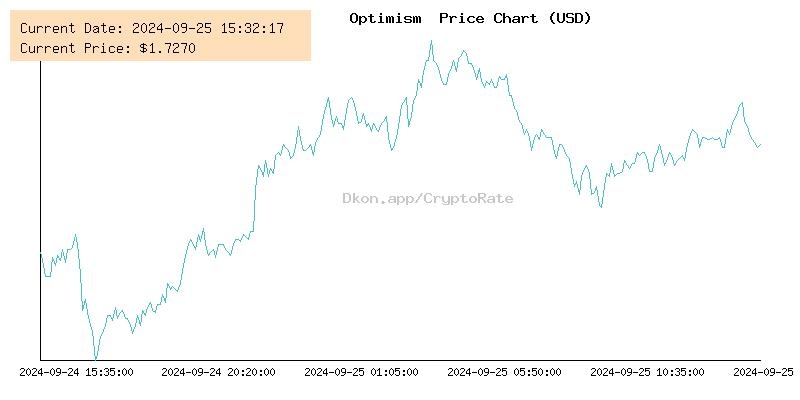 Optimism  Price Chart (USD)
Current Date: 2024-09-25 15:32:17
Current Price: $1.7270
Dkon.app/CryptoRate
2024-09-24 15:35:00 2024-09-24 20:20:00 2024-09-25 01:05:00 2024-09-25 05:50:00 2024-09-25 10:35:00 2024-09-25